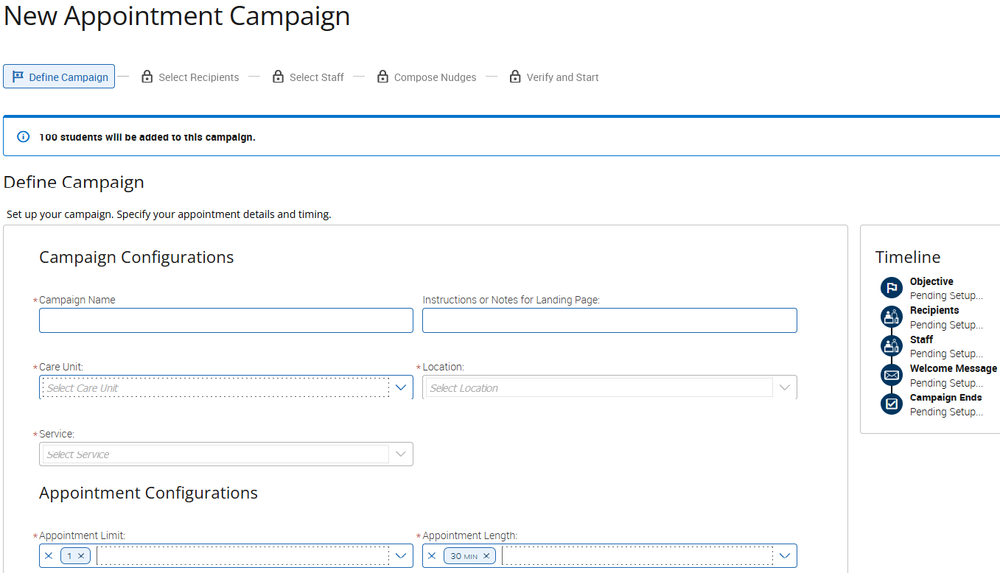 New Appointment Campaign
Define Campaign
Select Recipients
Select Staff
Compose Nudges
Verify and Start
100 students will be added to this campaign.
Define Campaign
Set up your campaign. Specify your appointment details and timing.
Campaign Configurations
* Campaign Name
Instructions or Notes for Landing Page:
* Care Unit:
Select Care Unit
* Location:
Select Location
* Service:
Select Service
Appointment Configurations
* Appointment Limit:
1
* Appointment Length:
30 MIN
Timeline
Objective
Pending Setup...
Recipients
Pending Setup...
Staff
Pending Setup...
Welcome Message
Pending Setup...
Campaign Ends
Pending Setup...